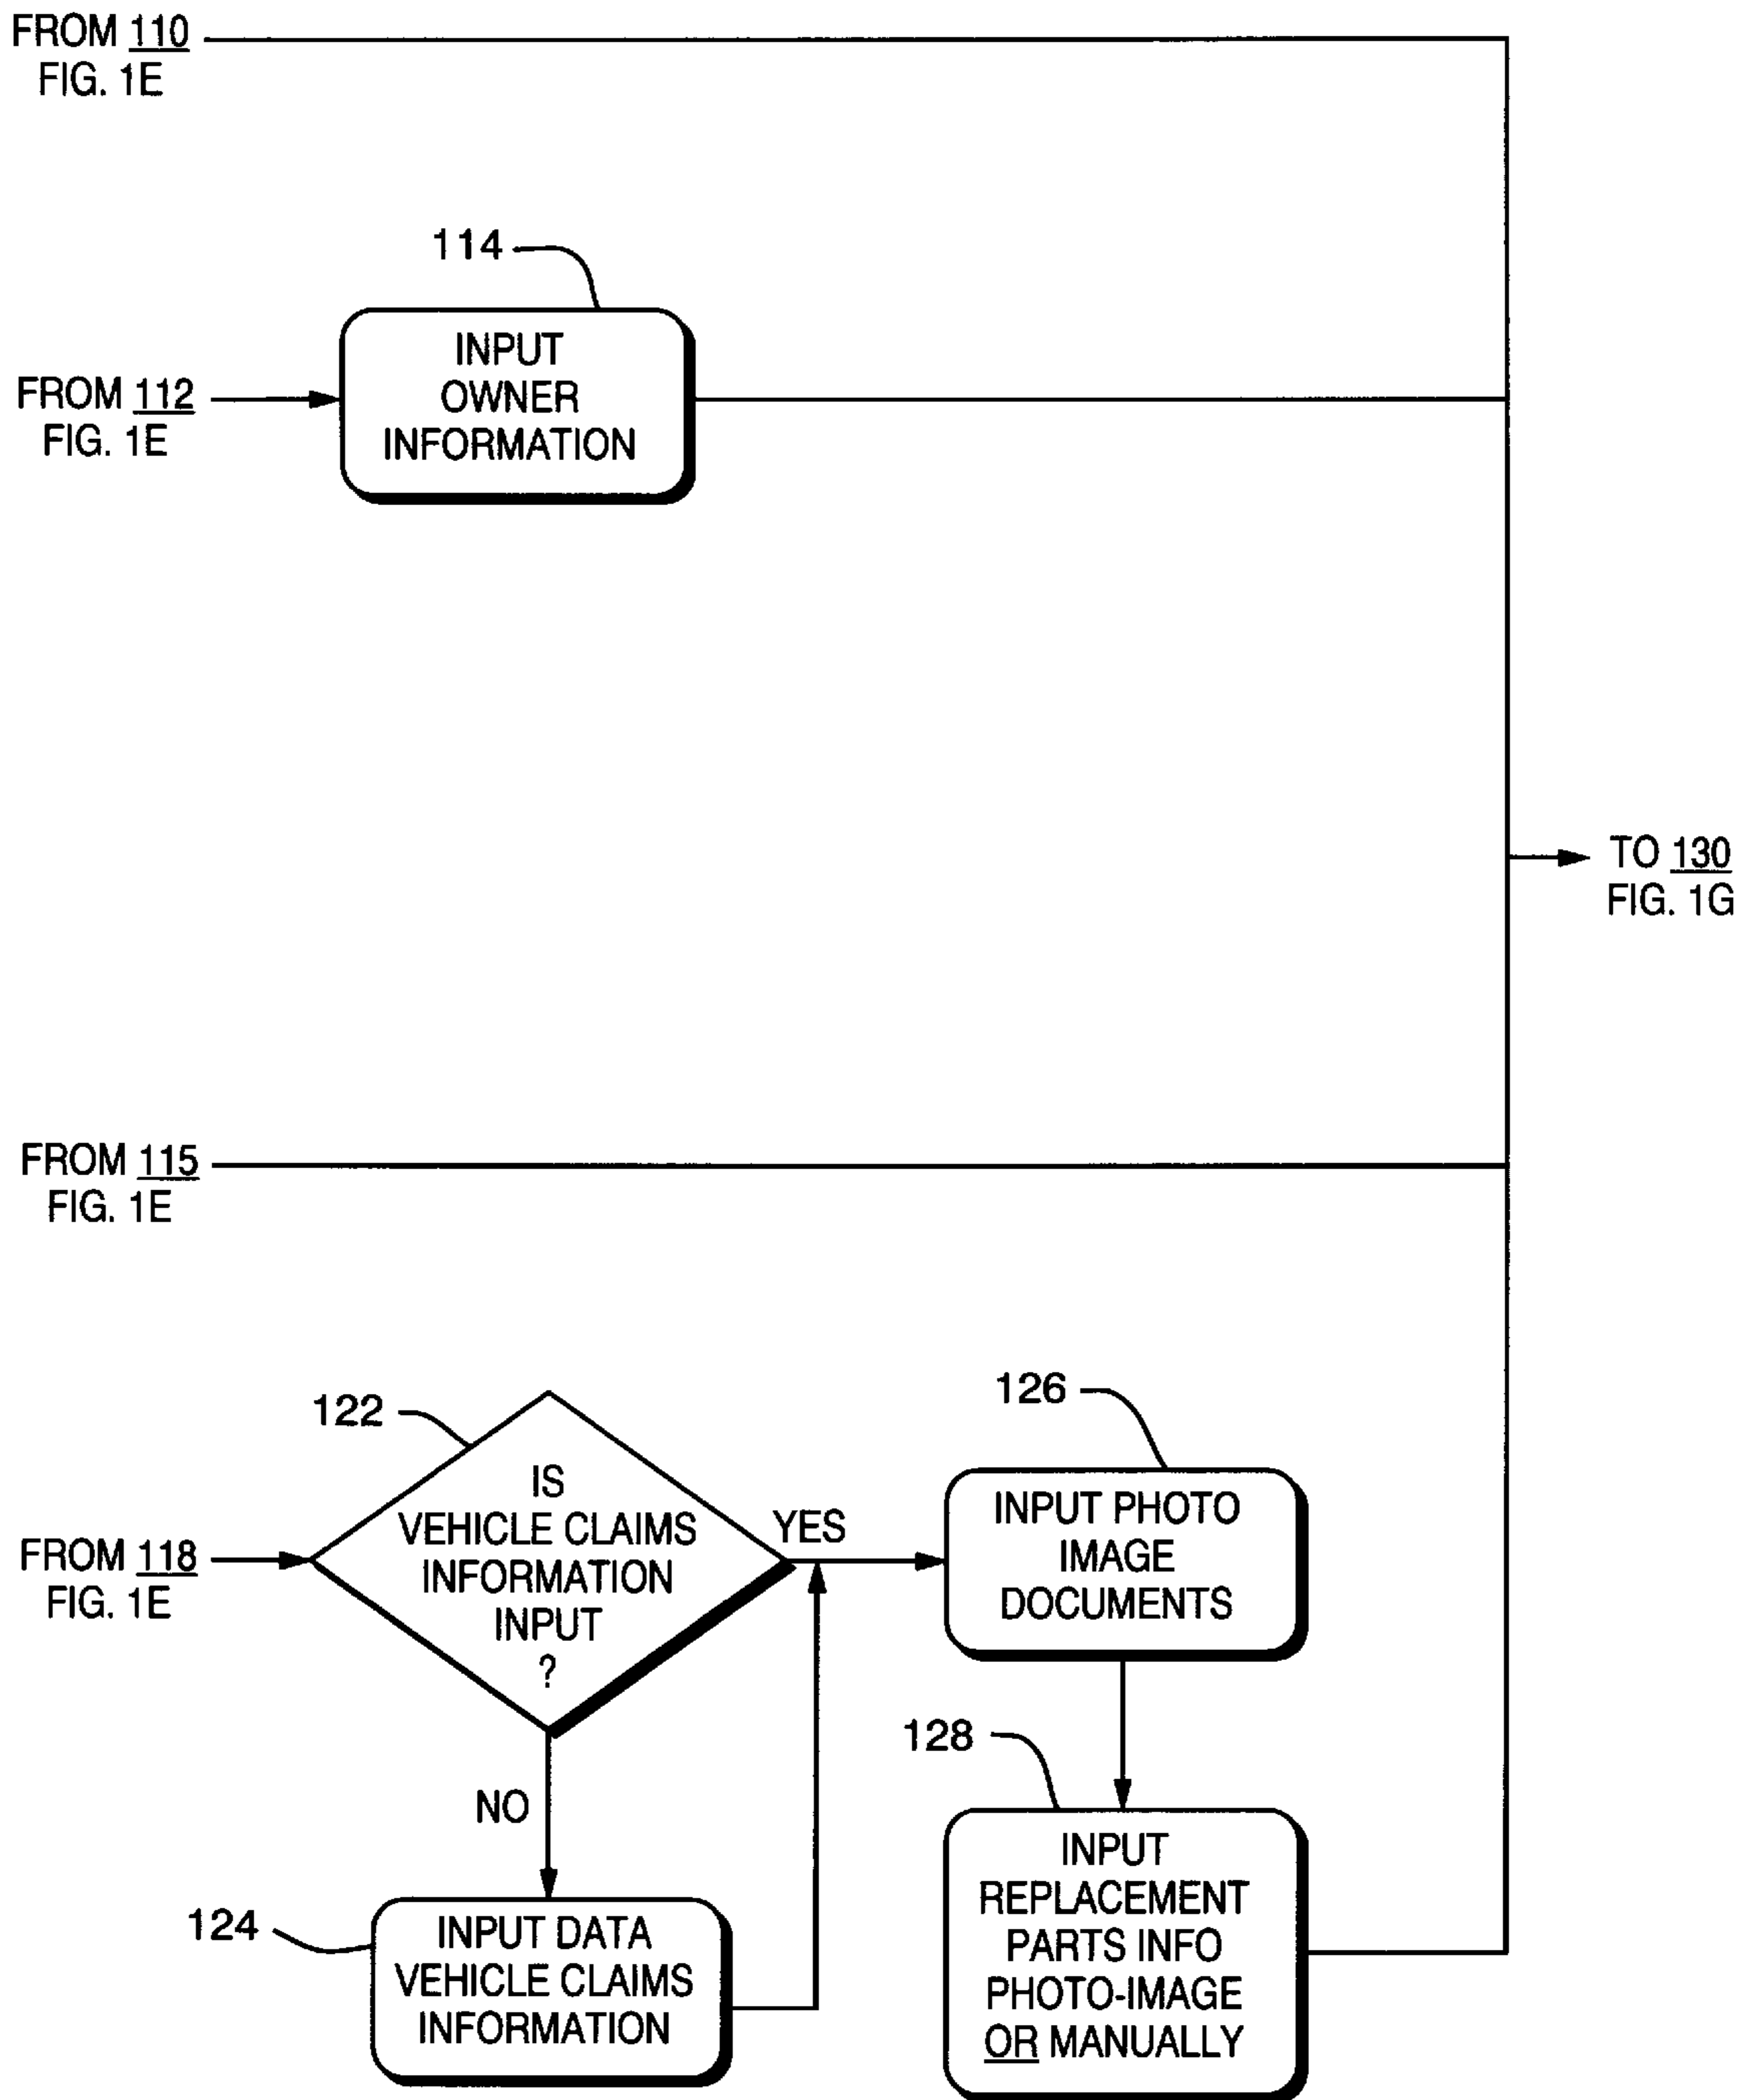 FROM 110
FIG. 1E
114
INPUT
OWNER
INFORMATION
FROM 112
FIG. 1E
TO 130
FIG. 1G
FROM 115
FIG. 1E
122
IS
VEHICLE CLAIMS
INFORMATION
INPUT
?
FROM 118
FIG. 1E
YES
NO
126
INPUT PHOTO
IMAGE
DOCUMENTS
124
INPUT DATA
VEHICLE CLAIMS
INFORMATION
128
INPUT
REPLACEMENT
PARTS INFO
PHOTO-IMAGE
OR MANUALLY